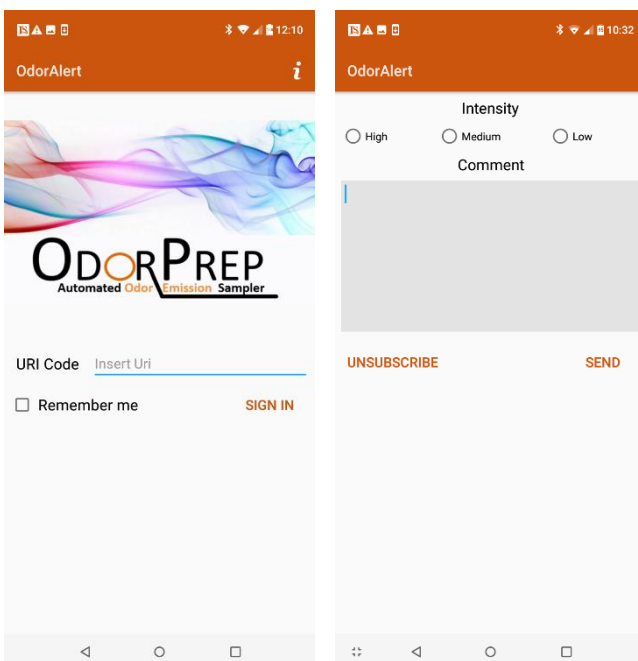 12:10
OdorAlert
i
ODORPREP
Automated Odor Emission Sampler
URI Code Insert Uri
Remember me SIGN IN
10:32
OdorAlert
Intensity
High Medium Low
Comment
UNSUBSCRIBE SEND